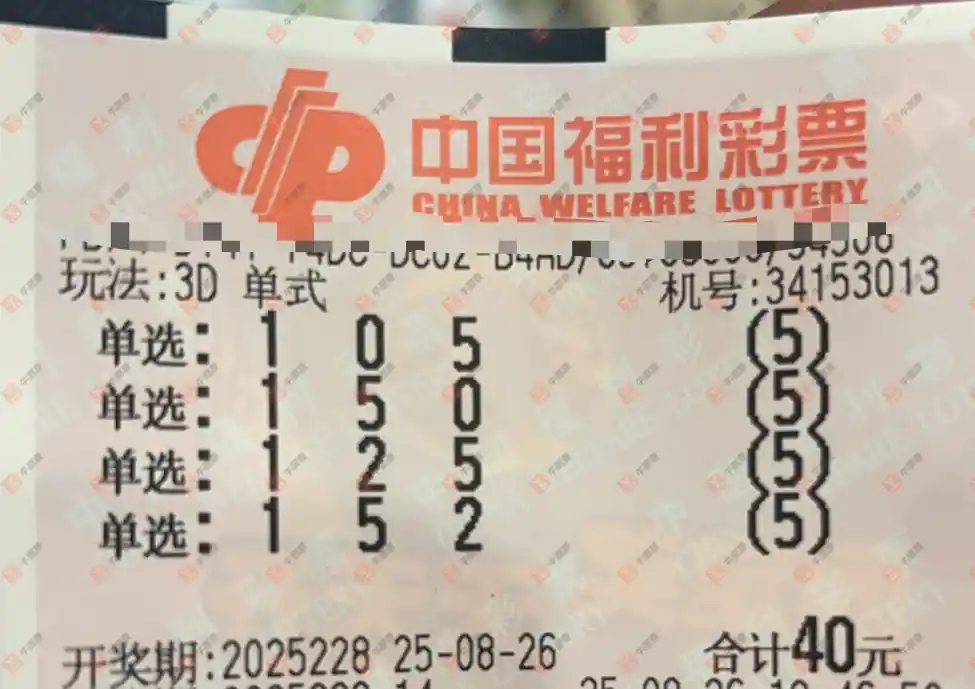 中国福利彩票
CHINA WELFARE LOTTERY
玩法:3D 单式 机号:34153013
单选: 1 0 5 (5)
单选: 1 5 0 (5)
单选: 1 2 5 (5)
单选: 1 5 2 (5)
开奖期:2025228 25-08-26 合计40元